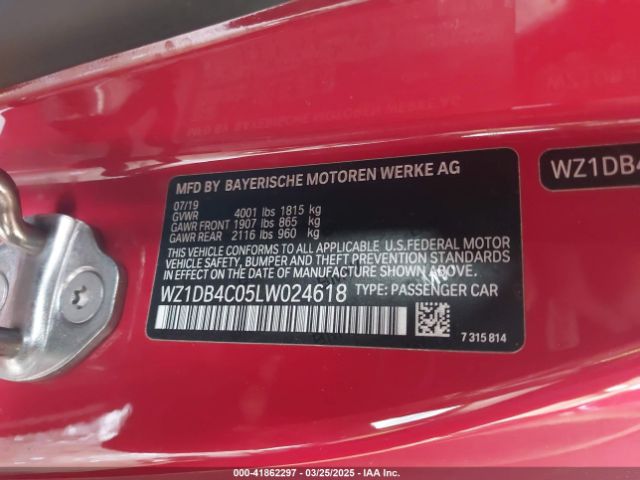 MFD BY BAYERISCHE MOTOREN WERKE AG
07/19
GVWR 4001 lbs 1815 kg
GAWR FRONT 1907 lbs 865 kg
GAWR REAR 2116 lbs 960 kg
THIS VEHICLE CONFORMS TO ALL APPLICABLE U.S.FEDERAL MOTOR
VEHICLE SAFETY, BUMPER AND THEFT PREVENTION STANDARDS
IN EFFECT ON THE DATE OF MANUFACTURE SHOWN ABOVE.
WZ1DB4C05LW024618 TYPE: PASSENGER CAR
7 315 814
WZ1DB4
000-41862297 - 03/25/2025 - IAA Inc.